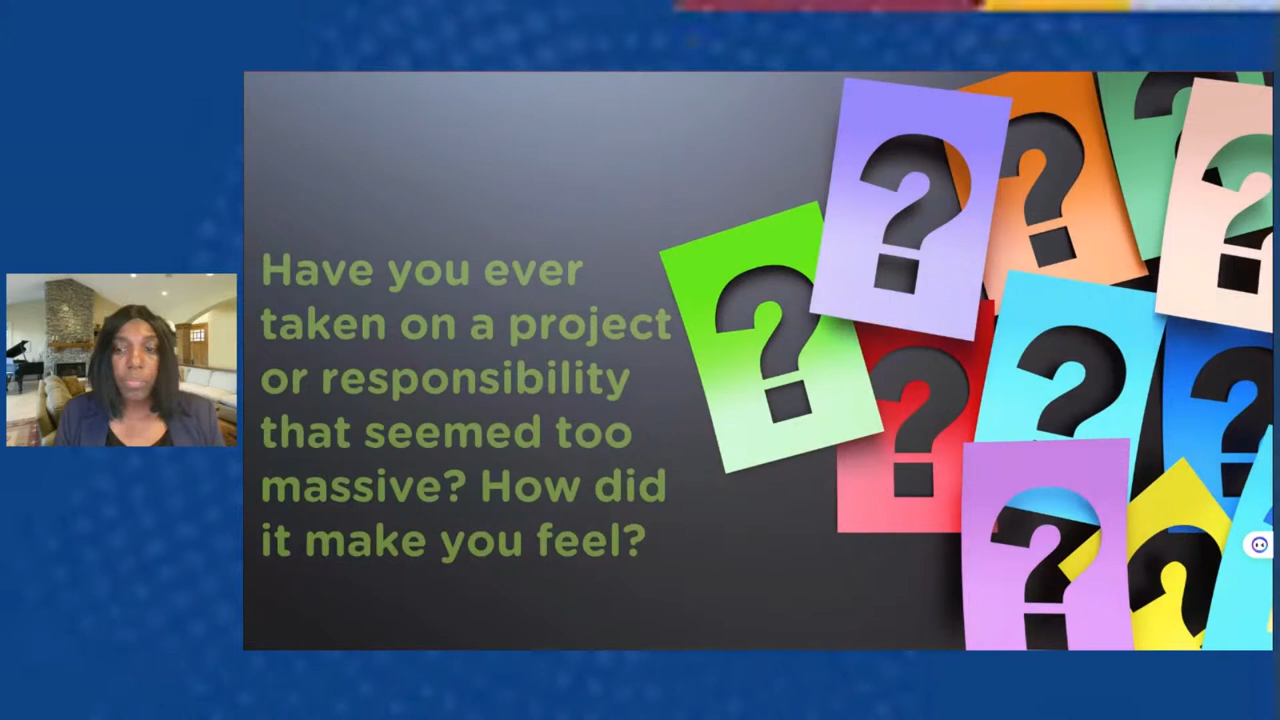 Have you ever
taken on a project
or responsibility
that seemed too
massive? How did
it make you feel?
?
?
?
?
?
?
?
?
?
?